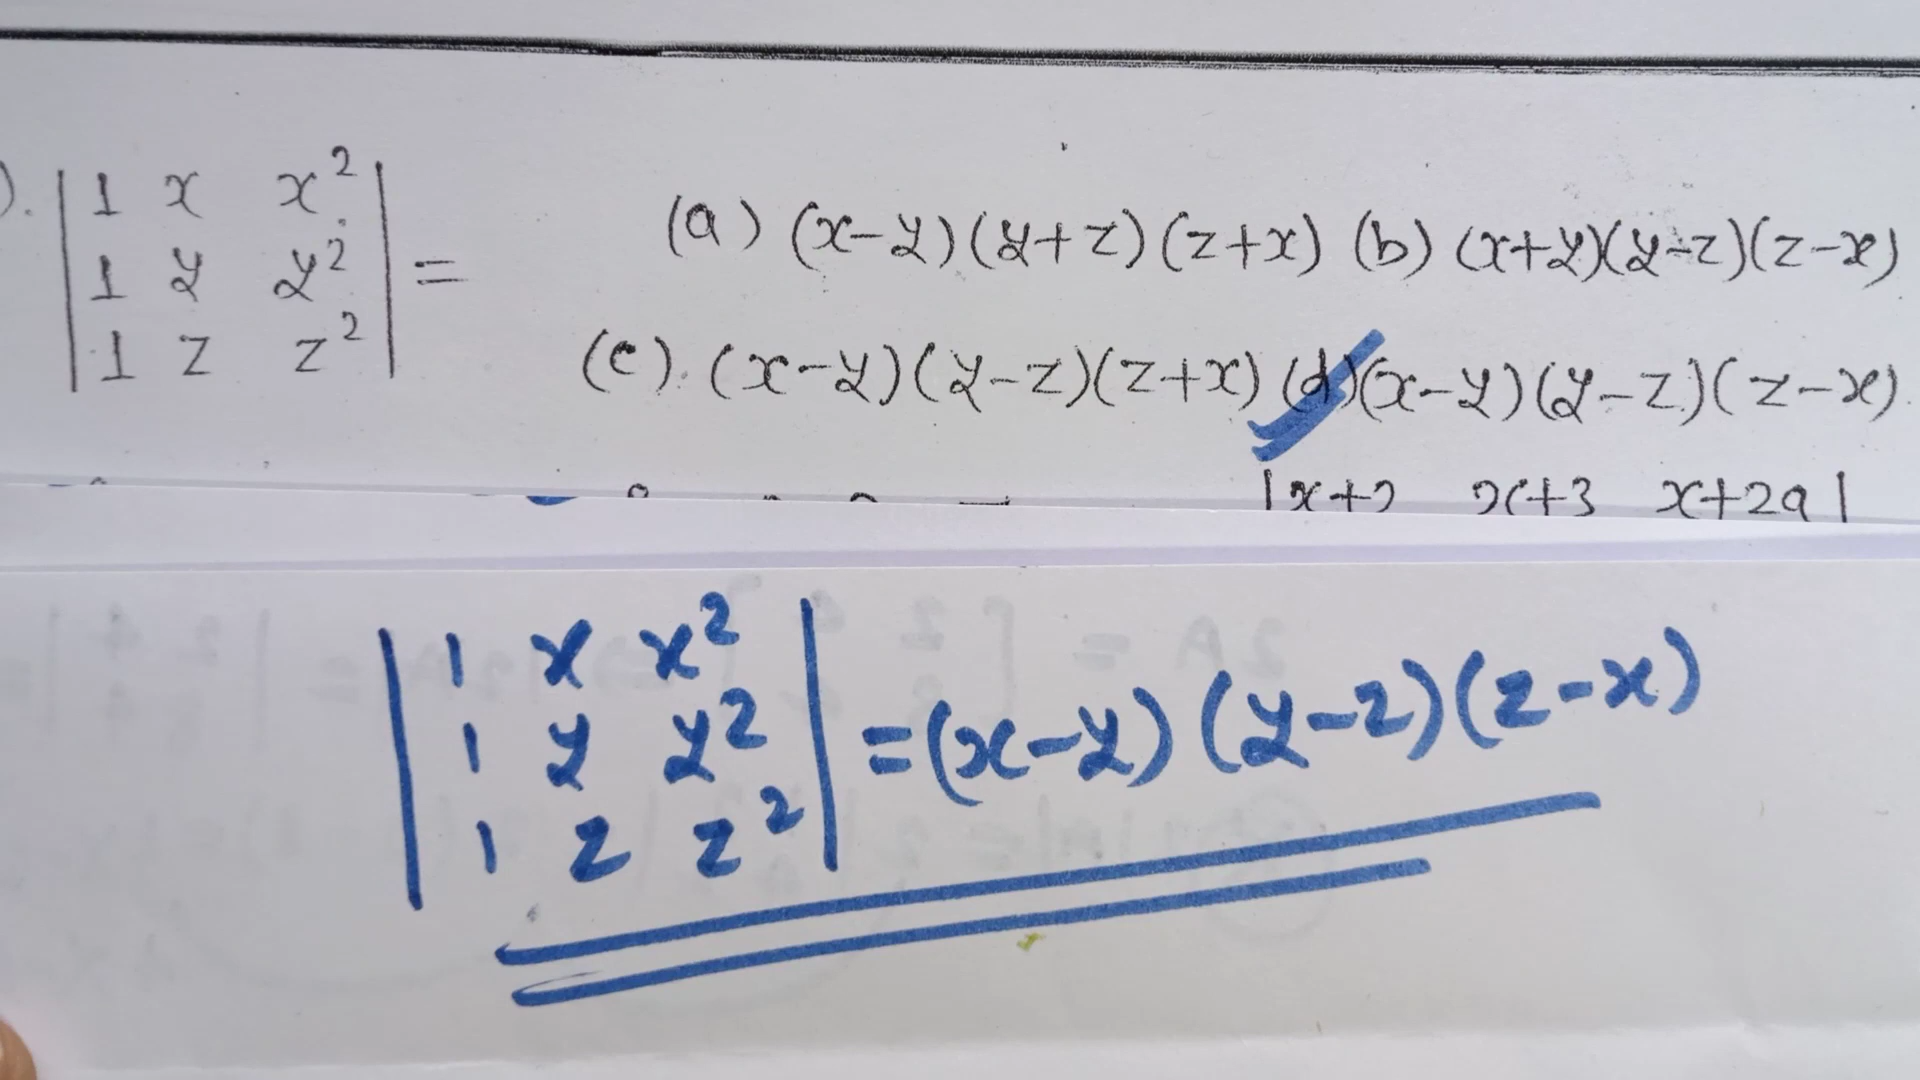 ). | 1 x x² |
| 1 y y² | =
| 1 z z² |
(a) (x-y)(y+z)(z+x) (b) (x+y)(y-z)(z-x)
(c). (x-y)(y-z)(z+x) (d) (x-y)(y-z)(z-x).
|x+2 x+3 x+2a|
| 1 x x² |
| 1 y y² | = (x-y)(y-z)(z-x)
| 1 z z² |